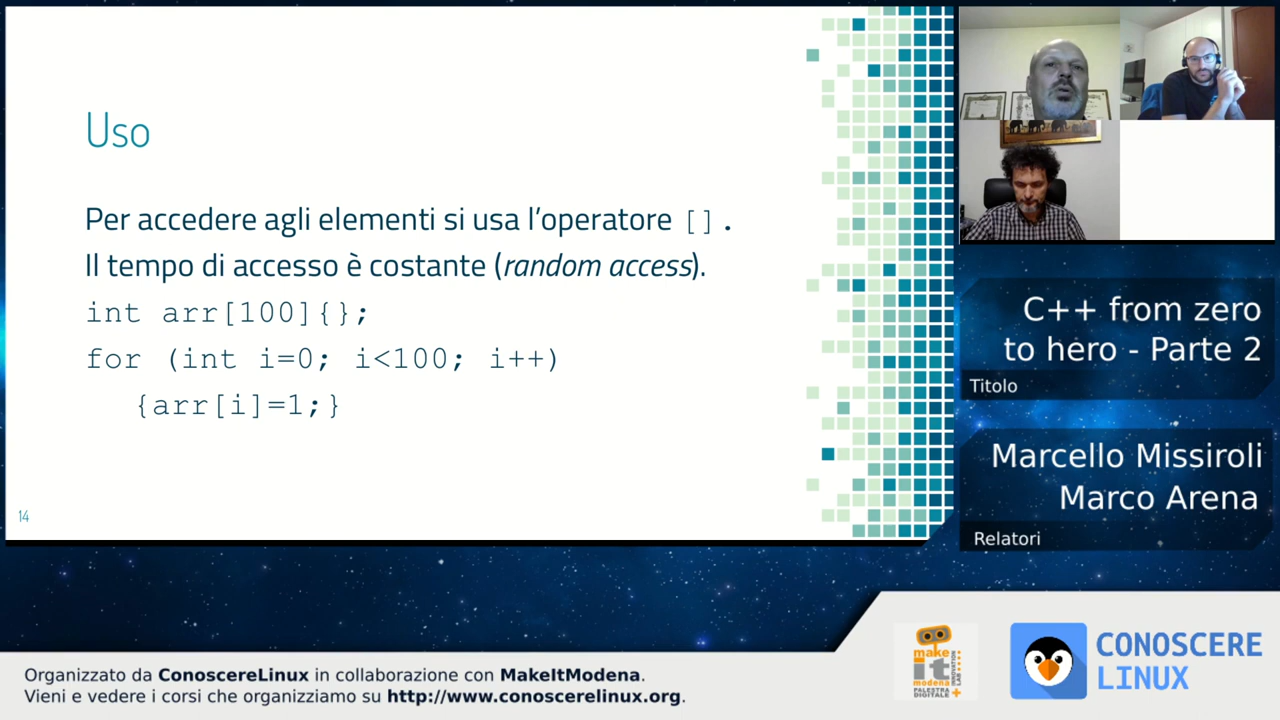 Uso
Per accedere agli elementi si usa l'operatore [] .
Il tempo di accesso è costante (random access).
int arr[100]{};
for (int i=0; i<100; i++)
{arr[i]=1;}
14
C++ from zero
to hero - Parte 2
Titolo
Marcello Missiroli
Marco Arena
Relatori
make
it
modena
PALESTRA
DIGITALE
INNOVATION
LAB
CONOSCERE
LINUX
Organizzato da ConoscereLinux in collaborazione con MakeItModena.
Vieni e vedere i corsi che organizziamo su http://www.conoscerelinux.org.